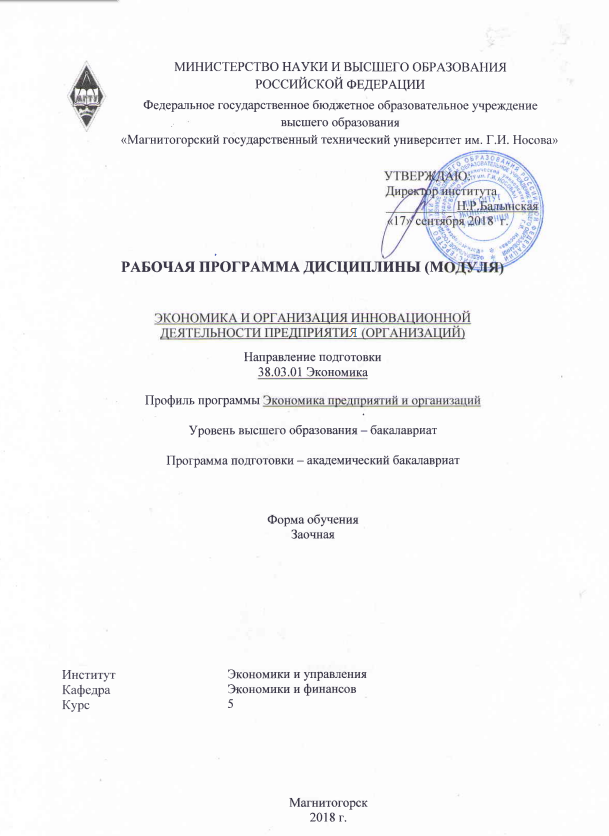 МИНИСТЕРСТВО НАУКИ И ВЫСШЕГО ОБРАЗОВАНИЯ
РОССИЙСКОЙ ФЕДЕРАЦИИ
Федеральное государственное бюджетное образовательное учреждение
высшего образования
«Магнитогорский государственный технический университет им. Г.И. Носова»
МГТУ
УТВЕРЖДАЮ:
Директор института
Н.Р.Балынская
«17» сентября 2018 г.
РАБОЧАЯ ПРОГРАММА ДИСЦИПЛИНЫ (МОДУЛЯ)
ЭКОНОМИКА И ОРГАНИЗАЦИЯ ИННОВАЦИОННОЙ
ДЕЯТЕЛЬНОСТИ ПРЕДПРИЯТИЯ (ОРГАНИЗАЦИЙ)
Направление подготовки
38.03.01 Экономика
Профиль программы Экономика предприятий и организаций
Уровень высшего образования – бакалавриат
Программа подготовки – академический бакалавриат
Форма обучения
Заочная
Институт Экономики и управления
Кафедра Экономики и финансов
Курс 5
Магнитогорск
2018 г.